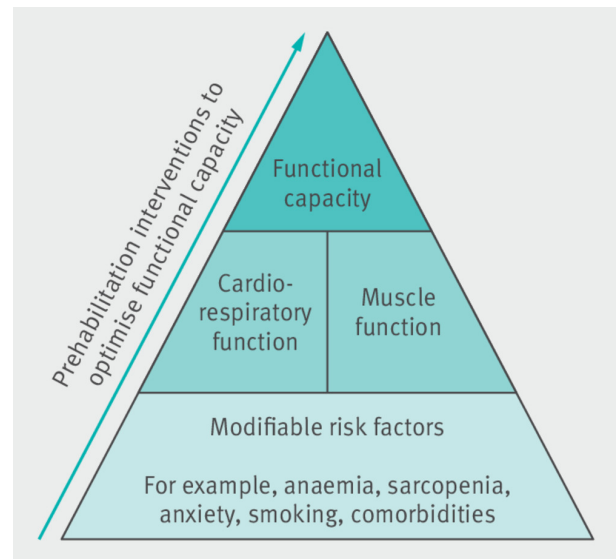 Prehabilitation interventions to
optimise functional capacity
Functional
capacity
Cardio-
respiratory
function
Muscle
function
Modifiable risk factors
For example, anaemia, sarcopenia,
anxiety, smoking, comorbidities